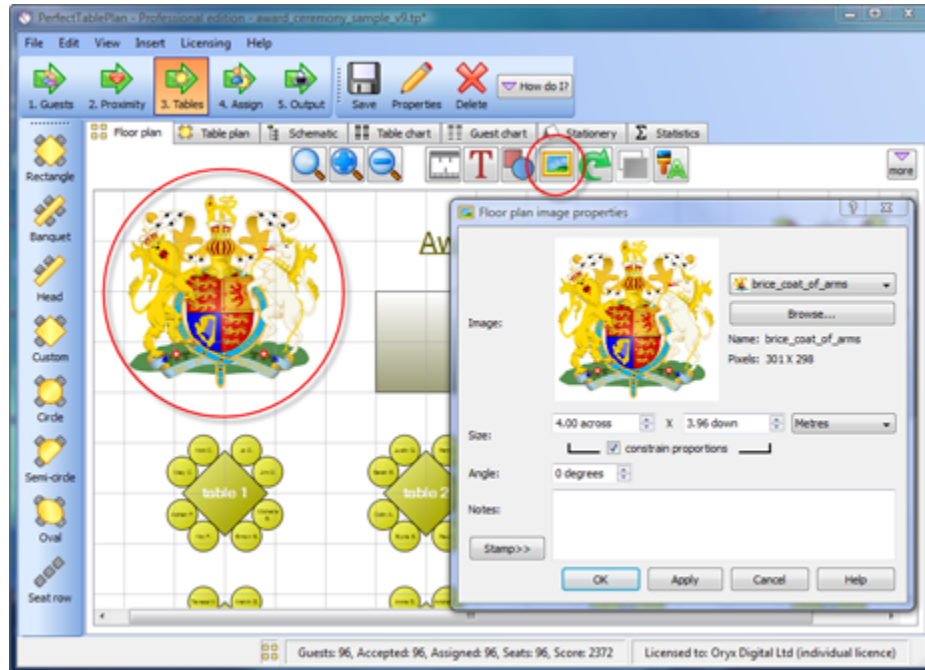 PerfectTablePlan - Professional edition - award_ceremony_sample_v9.tp*
File Edit View Insert Licensing Help
1. Guests 2. Proximity 3. Tables 4. Assign 5. Output Save Properties Delete How do I?
Floor plan Table plan Schematic Table chart Guest chart Stationery Statistics
more
Rectangle
Banquet
Head
Custom
Circle
Semi-circle
Oval
Seat row
Aw
table 1
table 2
Floor plan image properties
Image:
brice_coat_of_arms
Browse...
Name: brice_coat_of_arms
Pixels: 301 X 298
Size: 4.00 across X 3.96 down Metres
constrain proportions
Angle: 0 degrees
Notes:
Stamp>>
OK Apply Cancel Help
Guests: 96, Accepted: 96, Assigned: 96, Seats: 96, Score: 2372 Licensed to: Oryx Digital Ltd (individual licence)